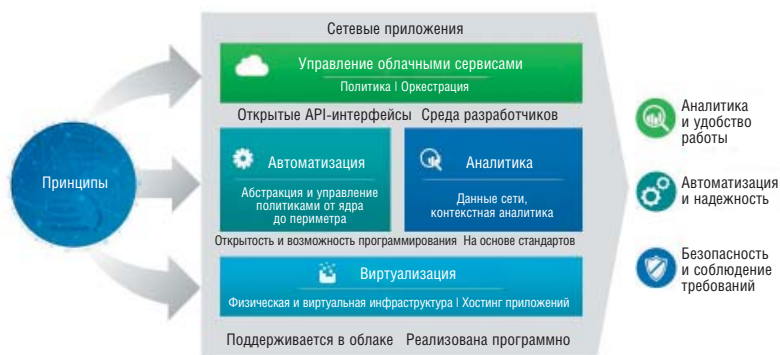 Сетевые приложения
Управление облачными сервисами
Политика | Оркестрация
Открытые API-интерфейсы Среда разработчиков
Принципы
Автоматизация
Абстракция и управление
политиками от ядра
до периметра
Аналитика
Данные сети,
контекстная аналитика
Открытость и возможность программирования На основе стандартов
Виртуализация
Физическая и виртуальная инфраструктура | Хостинг приложений
Поддерживается в облаке Реализована программно
Аналитика
и удобство
работы
Автоматизация
и надежность
Безопасность
и соблюдение
требований